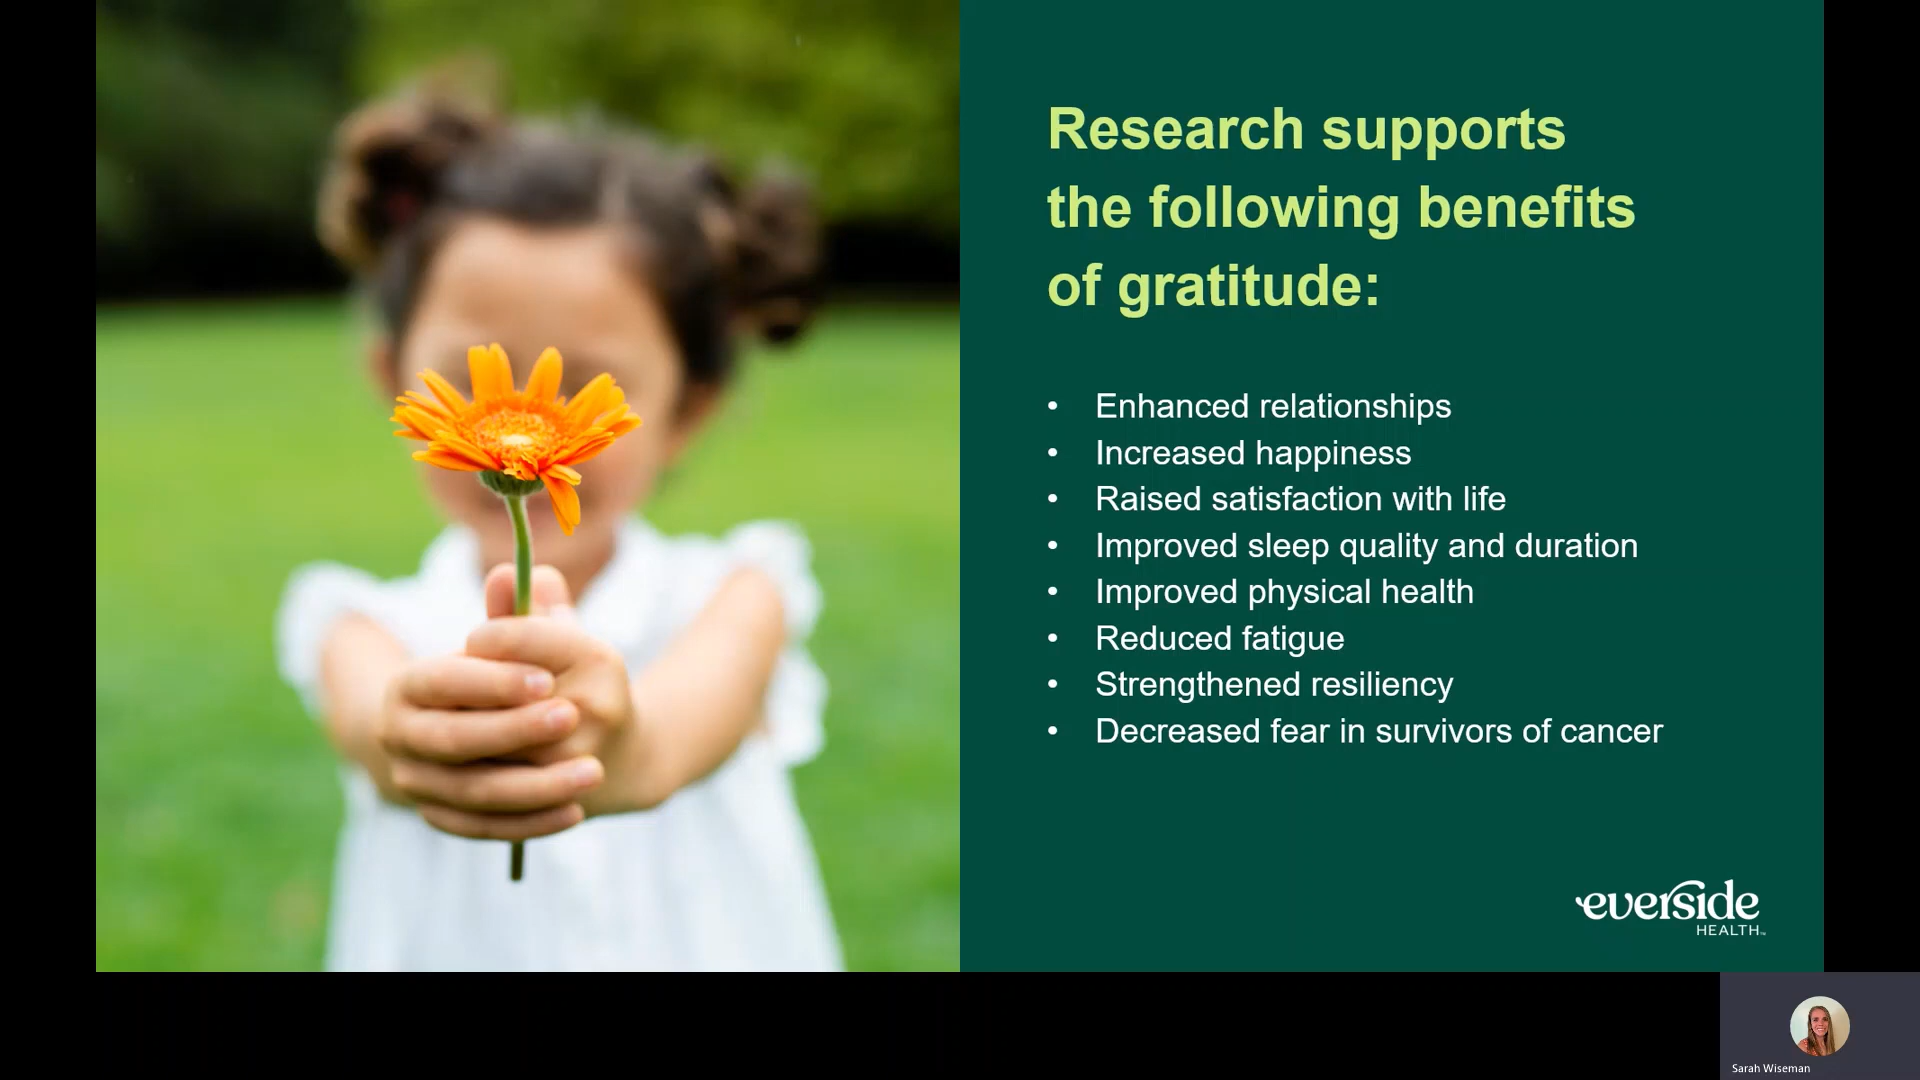 Research supports
the following benefits
of gratitude:
• Enhanced relationships
• Increased happiness
• Raised satisfaction with life
• Improved sleep quality and duration
• Improved physical health
• Reduced fatigue
• Strengthened resiliency
• Decreased fear in survivors of cancer
everside
HEALTH™
Sarah Wiseman